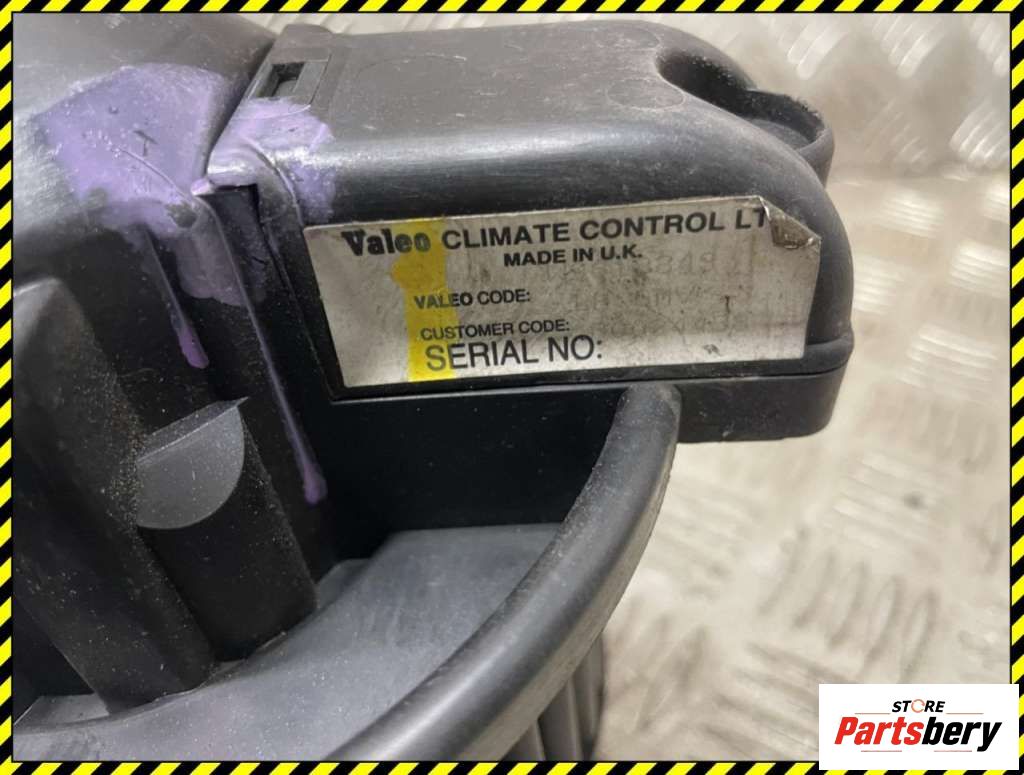 Valeo CLIMATE CONTROL LT
MADE IN U.K.
VALEO CODE:
CUSTOMER CODE:
SERIAL NO:
STORE
Partsbery